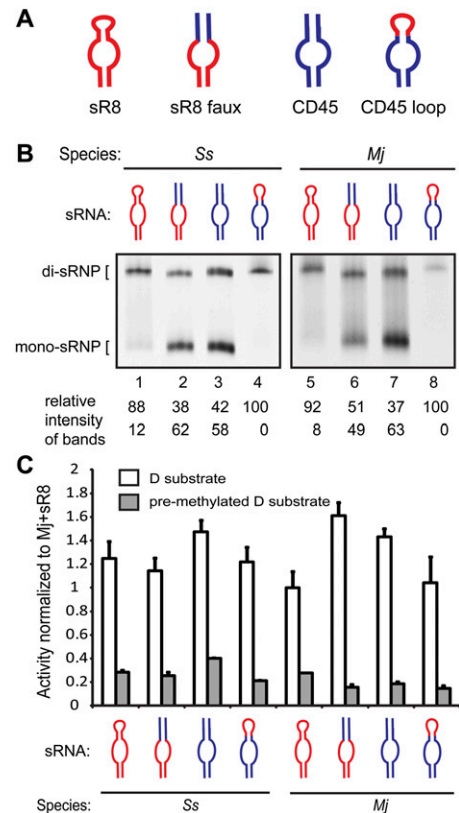 A
sR8 sR8 faux CD45 CD45 loop
B
Species: Ss Mj
sRNA:
di-sRNP [
mono-sRNP [
1 2 3 4 5 6 7 8
relative intensity of bands
88 38 42 100 92 51 37 100
12 62 58 0 8 49 63 0
C
Activity normalized to Mj+sR8
2
1.8
1.6
1.4
1.2
1
0.8
0.6
0.4
0.2
0
D substrate
pre-methylated D substrate
sRNA:
Species: Ss Mj